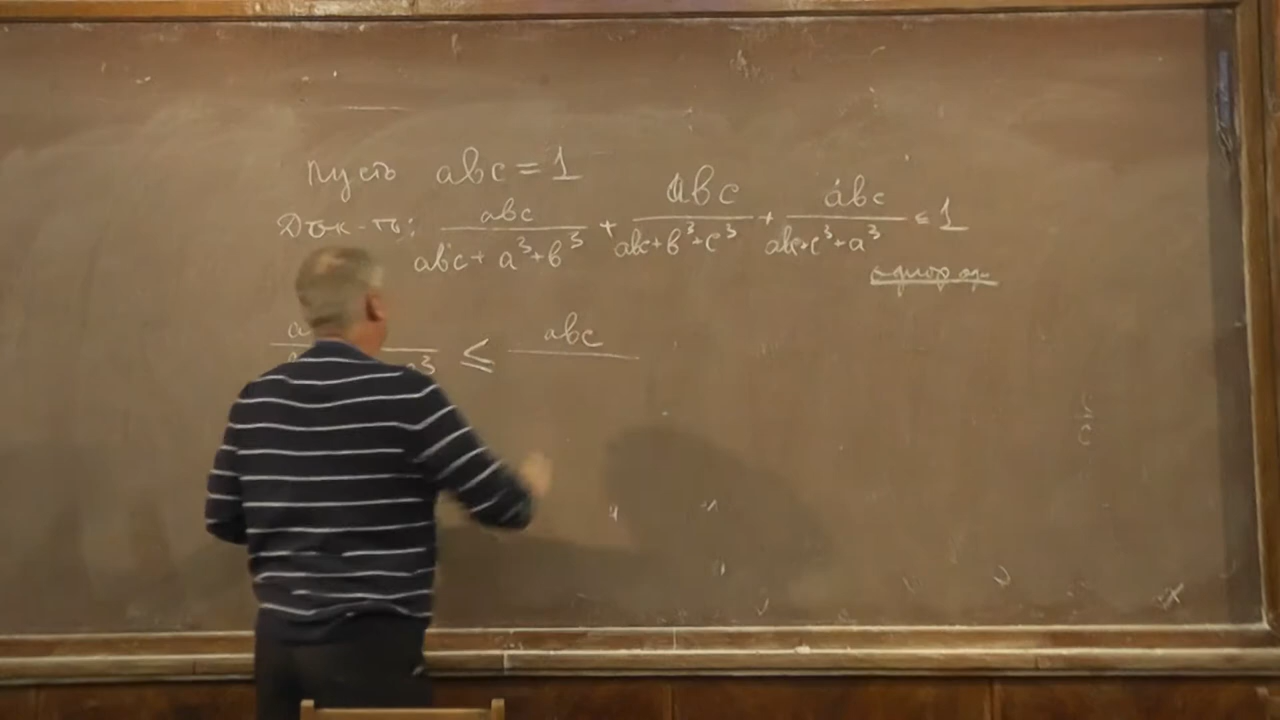 Пусть abc = 1
Док-ть: abc/(abc + a³ + b³) + abc/(abc + b³ + c³) + abc/(abc + c³ + a³) ≤ 1
≤ abc